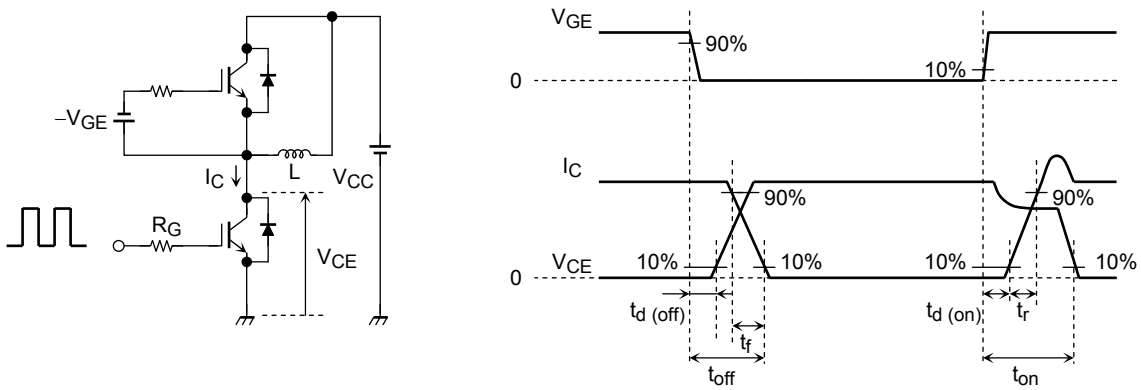 −VGE
IC
L
VCC
RG
VCE
VGE
90%
0
10%
IC
90%
90%
VCE
10%
10%
10%
10%
0
td (off)
td (on)
tr
tf
toff
ton